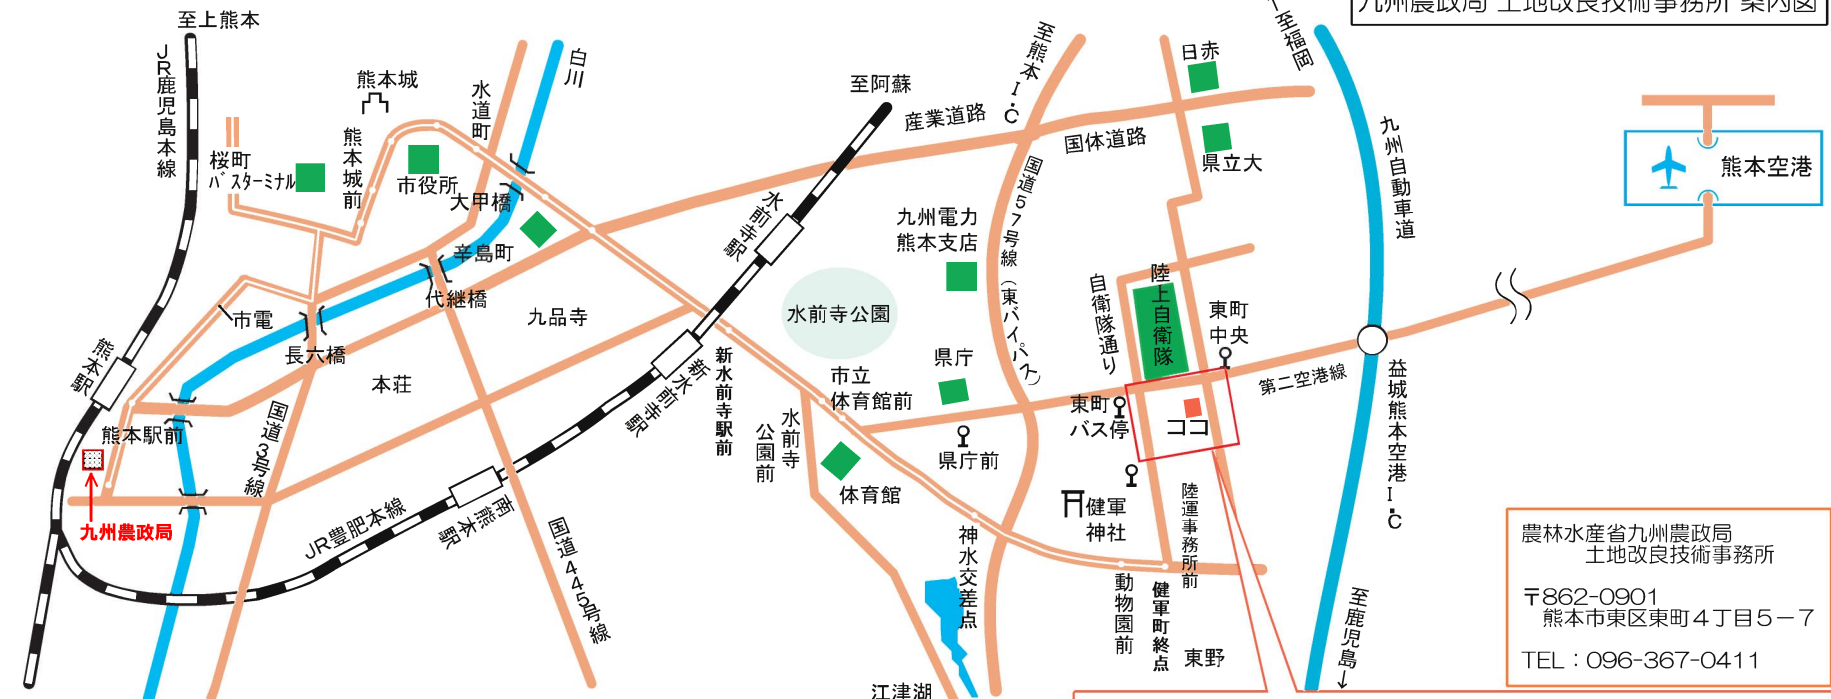 九州農政局 土地改良技術事務所 案内図
至上熊本
JR鹿児島本線
熊本城
水道町
白川
至阿蘇
産業道路
至熊本I・C
国体道路
日赤
県立大
至福岡
九州自動車道
熊本空港
桜町
バスターミナル
熊本城前
市役所
大甲橋
辛島町
代継橋
市電
長六橋
本荘
九品寺
水前寺駅
水前寺公園
九州電力
熊本支店
国道57号線(東バイパス)
自衛隊通り
陸上自衛隊
東町
中央
第二空港線
益城熊本空港I・C
熊本駅
熊本駅前
九州農政局
国道3号線
JR豊肥本線
南熊本駅
国道445号線
新水前寺駅
新水前寺駅前
市立
体育館前
水前寺
公園前
体育館
県庁
県庁前
東町
バス停
ココ
健軍
神社
陸運事務所前
神水交差点
動物園前
健軍町終点
東野
江津湖
至鹿児島↓
農林水産省九州農政局
土地改良技術事務所
〒862-0901
熊本市東区東町4丁目5-7
TEL：096-367-0411